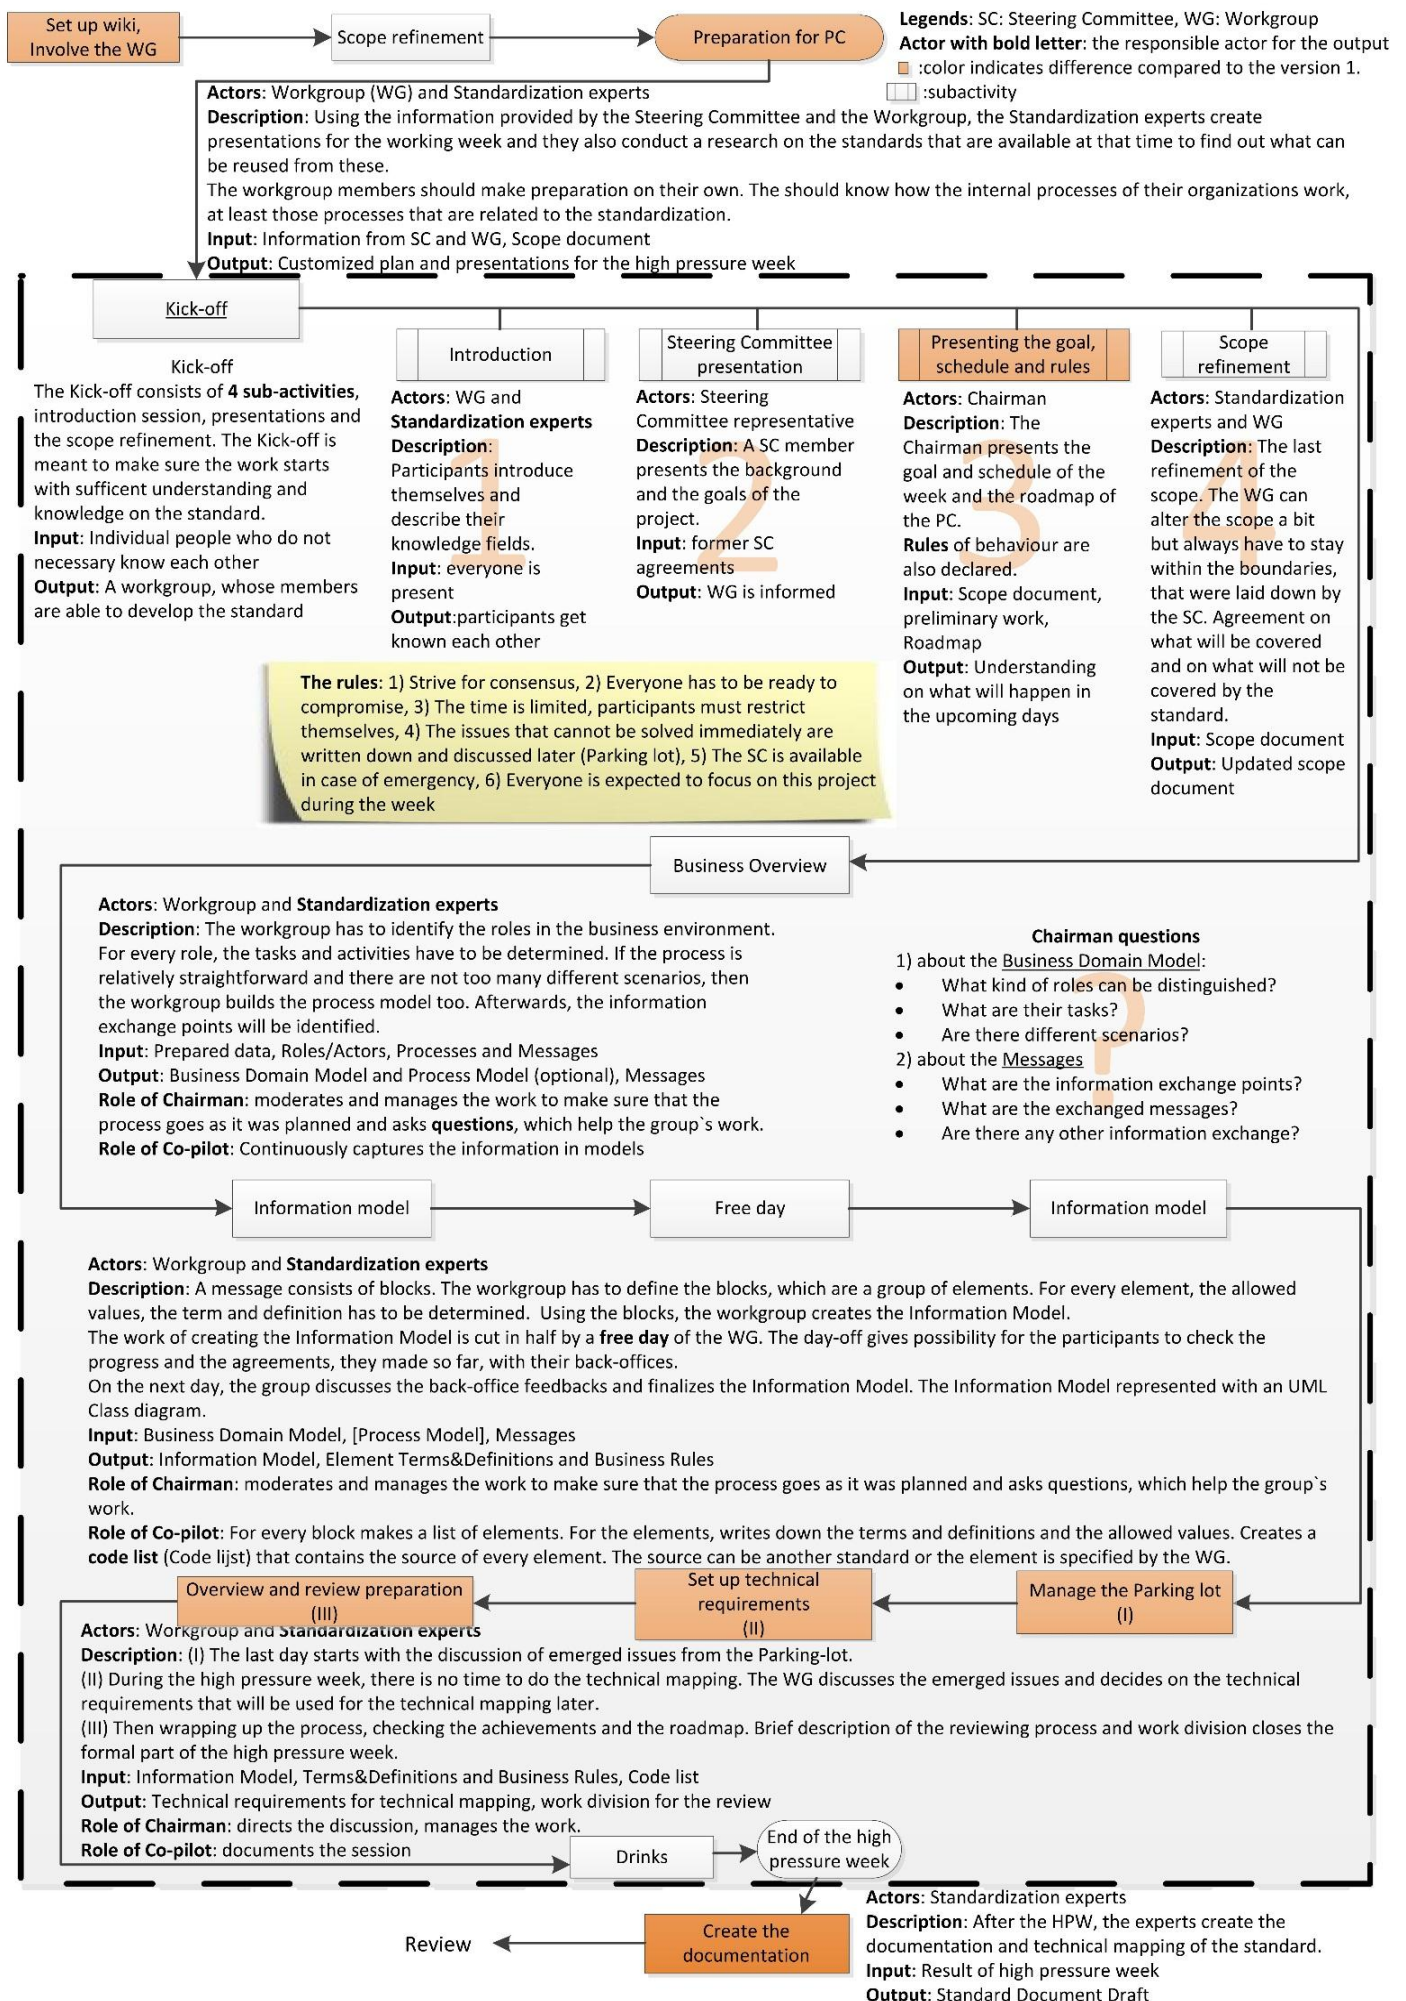 Set up wiki,
Involve the WG
Scope refinement
Preparation for PC
Legends: SC: Steering Committee, WG: Workgroup
Actor with bold letter: the responsible actor for the output
:color indicates difference compared to the version 1.
:subactivity
Actors: Workgroup (WG) and Standardization experts
Description: Using the information provided by the Steering Committee and the Workgroup, the Standardization experts create
presentations for the working week and they also conduct a research on the standards that are available at that time to find out what can
be reused from these.
The workgroup members should make preparation on their own. The should know how the internal processes of their organizations work,
at least those processes that are related to the standardization.
Input: Information from SC and WG, Scope document
Output: Customized plan and presentations for the high pressure week
Kick-off
Kick-off
The Kick-off consists of 4 sub-activities,
introduction session, presentations and
the scope refinement. The Kick-off is
meant to make sure the work starts
with sufficent understanding and
knowledge on the standard.
Input: Individual people who do not
necessary know each other
Output: A workgroup, whose members
are able to develop the standard
Introduction
1
Actors: WG and
Standardization experts
Description:
Participants introduce
themselves and
describe their
knowledge fields.
Input: everyone is
present
Output:participants get
known each other
Steering Committee
presentation
2
Actors: Steering
Committee representative
Description: A SC member
presents the background
and the goals of the
project.
Input: former SC
agreements
Output: WG is informed
Presenting the goal,
schedule and rules
3
Actors: Chairman
Description: The
Chairman presents the
goal and schedule of the
week and the roadmap of
the PC.
Rules of behaviour are
also declared.
Input: Scope document,
preliminary work,
Roadmap
Output: Understanding
on what will happen in
the upcoming days
Scope
refinement
4
Actors: Standardization
experts and WG
Description: The last
refinement of the
scope. The WG can
alter the scope a bit
but always have to stay
within the boundaries,
that were laid down by
the SC. Agreement on
what will be covered
and on what will not be
covered by the
standard.
Input: Scope document
Output: Updated scope
document
The rules: 1) Strive for consensus, 2) Everyone has to be ready to
compromise, 3) The time is limited, participants must restrict
themselves, 4) The issues that cannot be solved immediately are
written down and discussed later (Parking lot), 5) The SC is available
in case of emergency, 6) Everyone is expected to focus on this project
during the week
Business Overview
Actors: Workgroup and Standardization experts
Description: The workgroup has to identify the roles in the business environment.
For every role, the tasks and activities have to be determined. If the process is
relatively straightforward and there are not too many different scenarios, then
the workgroup builds the process model too. Afterwards, the information
exchange points will be identified.
Input: Prepared data, Roles/Actors, Processes and Messages
Output: Business Domain Model and Process Model (optional), Messages
Role of Chairman: moderates and manages the work to make sure that the
process goes as it was planned and asks questions, which help the group`s work.
Role of Co-pilot: Continuously captures the information in models
?
Chairman questions
1) about the Business Domain Model:
• What kind of roles can be distinguished?
• What are their tasks?
• Are there different scenarios?
2) about the Messages
• What are the information exchange points?
• What are the exchanged messages?
• Are there any other information exchange?
Information model
Free day
Information model
Actors: Workgroup and Standardization experts
Description: A message consists of blocks. The workgroup has to define the blocks, which are a group of elements. For every element, the allowed
values, the term and definition has to be determined. Using the blocks, the workgroup creates the Information Model.
The work of creating the Information Model is cut in half by a free day of the WG. The day-off gives possibility for the participants to check the
progress and the agreements, they made so far, with their back-offices.
On the next day, the group discusses the back-office feedbacks and finalizes the Information Model. The Information Model represented with an UML
Class diagram.
Input: Business Domain Model, [Process Model], Messages
Output: Information Model, Element Terms&Definitions and Business Rules
Role of Chairman: moderates and manages the work to make sure that the process goes as it was planned and asks questions, which help the group`s
work.
Role of Co-pilot: For every block makes a list of elements. For the elements, writes down the terms and definitions and the allowed values. Creates a
code list (Code lijst) that contains the source of every element. The source can be another standard or the element is specified by the WG.
Overview and review preparation
(III)
Set up technical
requirements
(II)
Manage the Parking lot
(I)
Actors: Workgroup and Standardization experts
Description: (I) The last day starts with the discussion of emerged issues from the Parking-lot.
(II) During the high pressure week, there is no time to do the technical mapping. The WG discusses the emerged issues and decides on the technical
requirements that will be used for the technical mapping later.
(III) Then wrapping up the process, checking the achievements and the roadmap. Brief description of the reviewing process and work division closes the
formal part of the high pressure week.
Input: Information Model, Terms&Definitions and Business Rules, Code list
Output: Technical requirements for technical mapping, work division for the review
Role of Chairman: directs the discussion, manages the work.
Role of Co-pilot: documents the session
Drinks
End of the high
pressure week
Create the
documentation
Review
Actors: Standardization experts
Description: After the HPW, the experts create the
documentation and technical mapping of the standard.
Input: Result of high pressure week
Output: Standard Document Draft